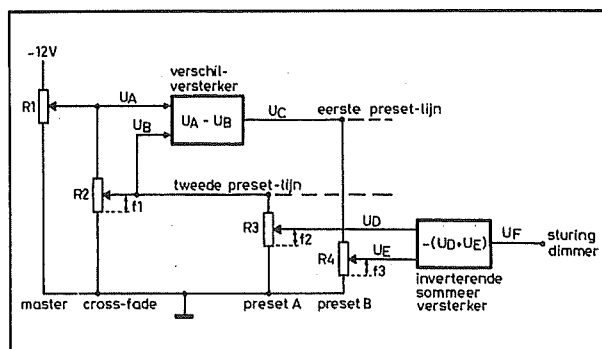 -12V
verschil-
versterker
R1
UA
UB
UA - UB
UC
eerste preset-lijn
R2
f1
tweede preset-lijn
R3
f2
UD
R4
UE
f3
-(UD+UE)
UF
sturing
dimmer
inverterende
sommeer
versterker
master
cross-fade
preset A
preset B